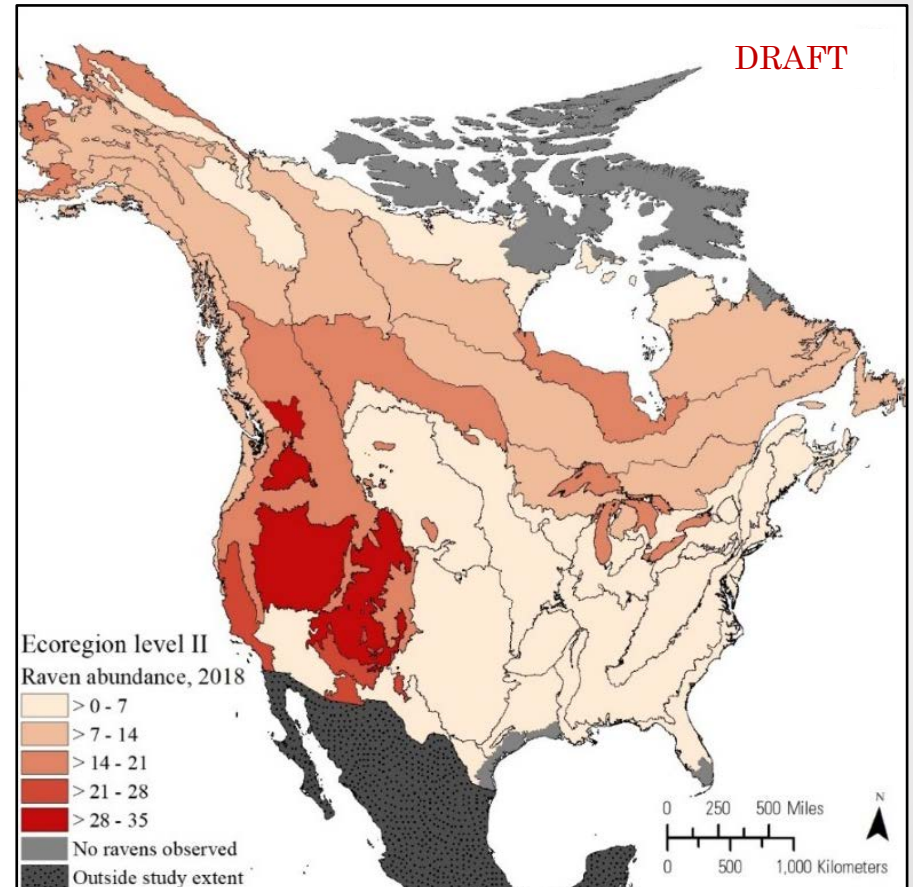 DRAFT
Ecoregion level II
Raven abundance, 2018
> 0 - 7
> 7 - 14
> 14 - 21
> 21 - 28
> 28 - 35
No ravens observed
Outside study extent
0 250 500 Miles
0 500 1,000 Kilometers
N